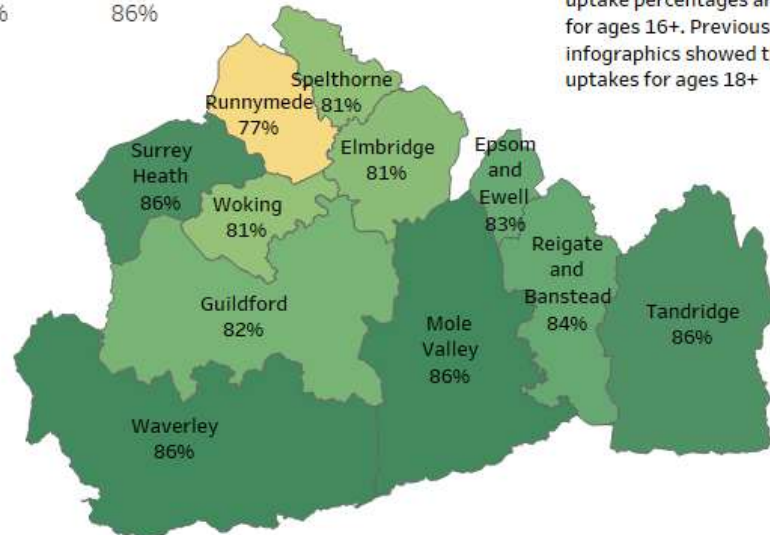 %
86%
uptake percentages ar
for ages 16+. Previous
infographics showed t
uptakes for ages 18+
Spelthorne
81%
Runnymede
77%
Elmbridge
81%
Epsom
and
Ewell
83%
Surrey
Heath
86%
Woking
81%
Reigate
and
Banstead
84%
Guildford
82%
Mole
Valley
86%
Tandridge
86%
Waverley
86%